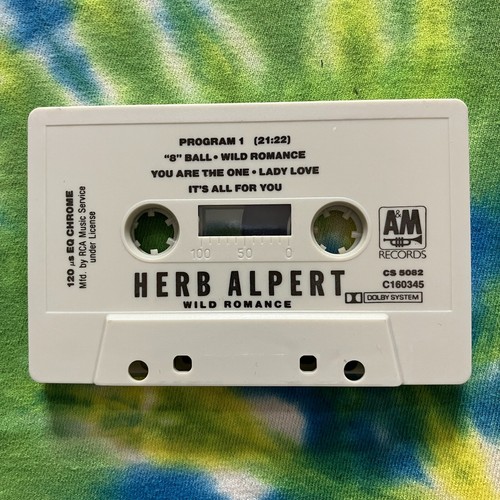 PROGRAM 1 (21:22)
"8" BALL • WILD ROMANCE
YOU ARE THE ONE • LADY LOVE
IT'S ALL FOR YOU
120 µs EQ CHROME
Mfd. by RCA Music Service
under License
100 50 0
A&M
RECORDS
HERB ALPERT
WILD ROMANCE
CS 5082
C160345
DOLBY SYSTEM